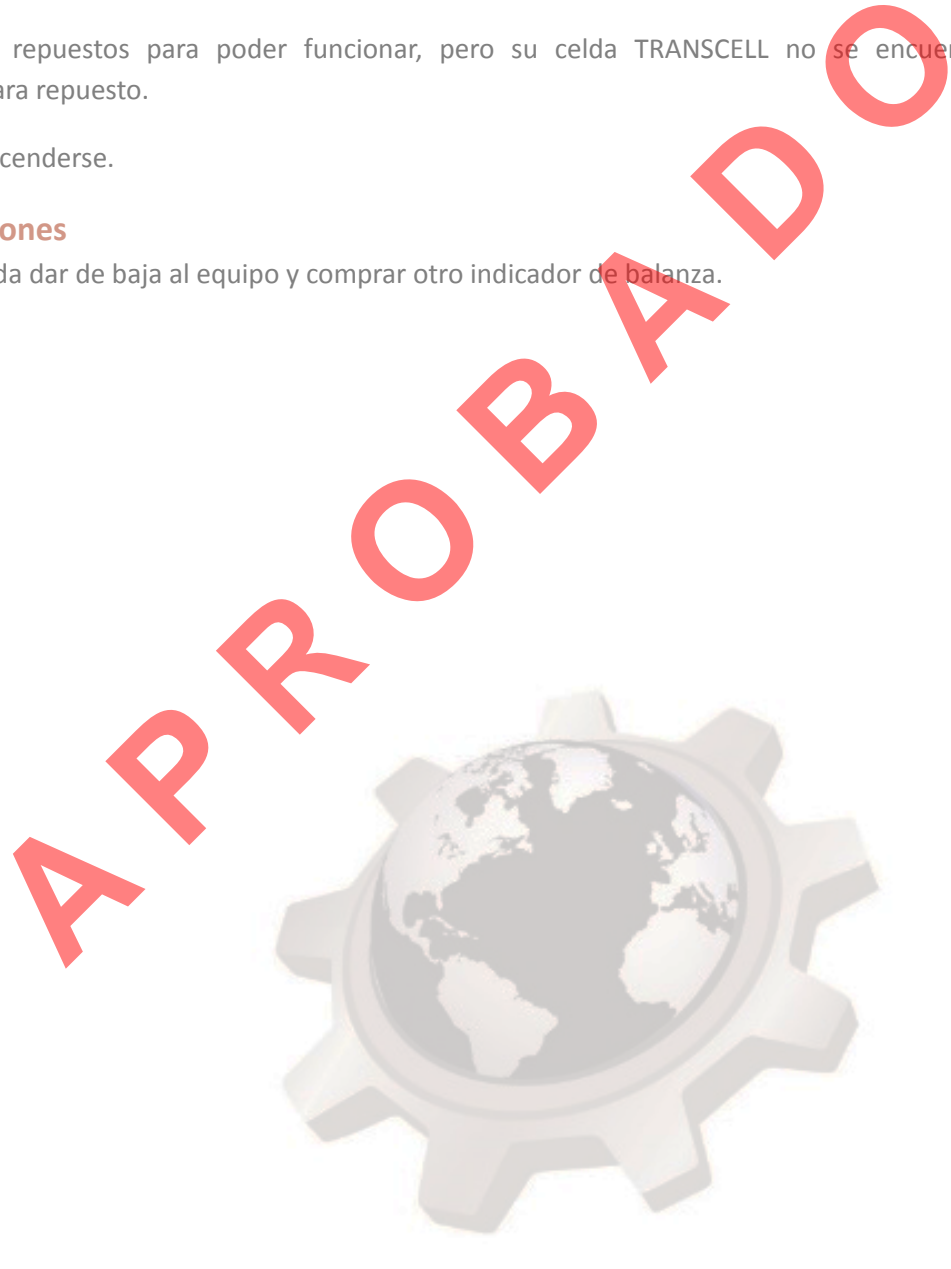 repuestos para poder funcionar, pero su celda TRANSCELL no se encue
ara repuesto.
cenderse.
ones
da dar de baja al equipo y comprar otro indicador de balanza.
APROBADO